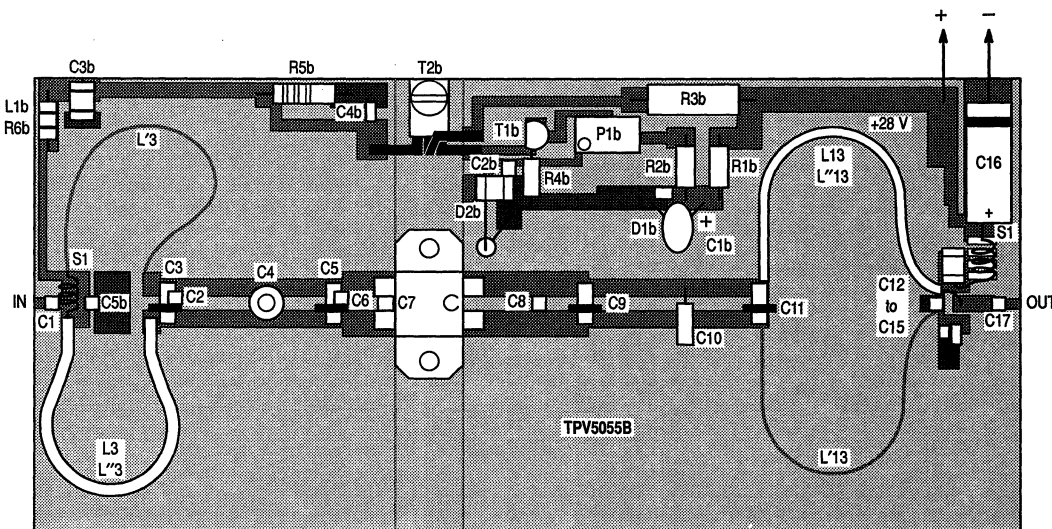 + −
C3b R5b T2b
L1b
R6b
C4b
R3b
+28 V
T1b
P1b
L′3
C2b
R2b
R1b
L13
L″13
C16
R4b
D2b
D1b
+
C1b
+
S1
S1
C3
C4
C5
C12
to
C15
IN
C5b
C2
C6
C7
C
C8
C9
C11
OUT
C1
C10
C17
TPV5055B
L3
L″3
L′13